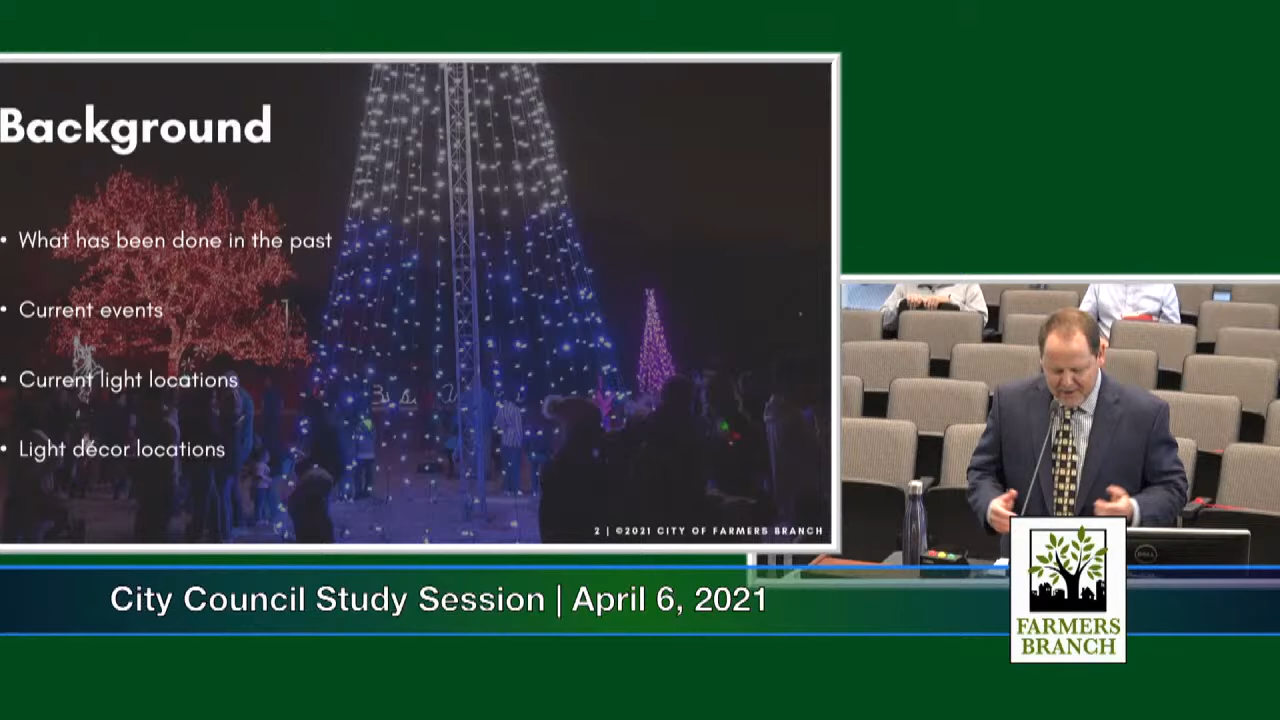 Background
• What has been done in the past
• Current events
• Current light locations
• Light décor locations
2 | ©2021 CITY OF FARMERS BRANCH
DELL
City Council Study Session | April 6, 2021
FARMERS
BRANCH